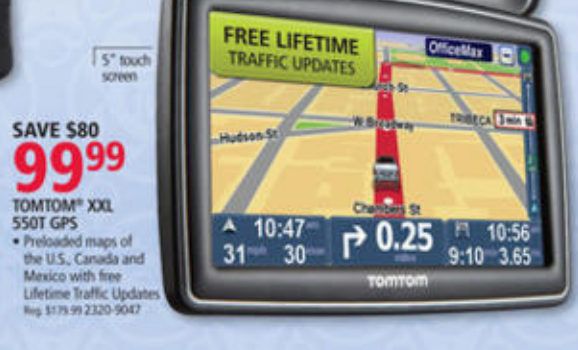 FREE LIFETIME
TRAFFIC UPDATES
OfficeMax
5" touch
screen
W Broadway
TRIBECA
3 min
Hudson St
Chambers St
SAVE $80
99.99
TOMTOM® XXL
550T GPS
• Preloaded maps of
the U.S., Canada and
Mexico with free
Lifetime Traffic Updates
Reg. $179.99 2320-9047
10:47
31 30
0.25
10:56
9:10 3.65
TOMTOM